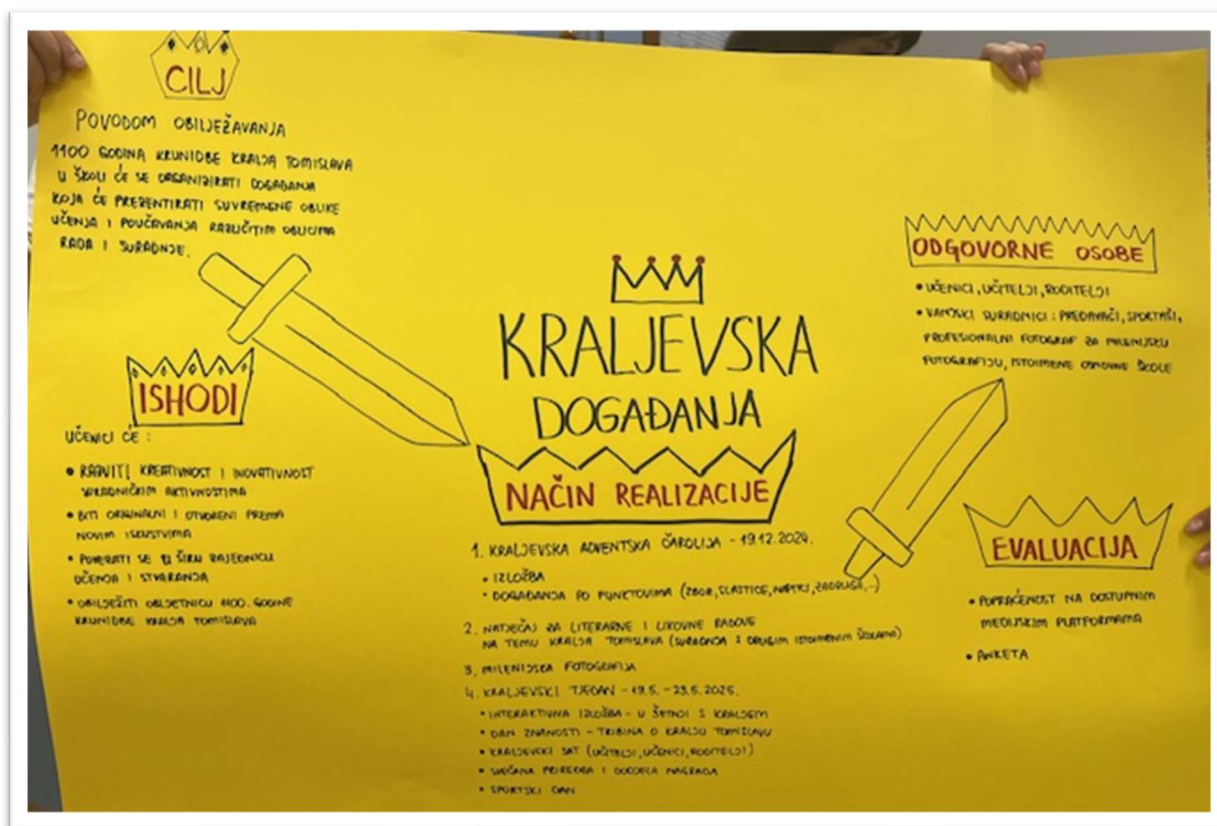 CILJ
POVODOM OBILJEŽAVANJA
1100 GODINA KRUNIDBE KRALJA TOMISLAVA
U ŠKOLI ĆE SE ORGANIZIRATI DOGAĐANJA
KOJA ĆE PREZENTIRATI SUVREMENE OBLIKE
UČENJA I POUČAVANJA RAZLIČITIM OBLICIMA
RADA I SURADNJE.
ISHODI
UČENICI ĆE :
• RAZVITI KREATIVNOST I INOVATIVNOST
SURADNIČKIM AKTIVNOSTIMA
• BITI ORIGINALNI I OTVORENI PREMA
NOVIM ISKUSTVIMA
• POVEZATI SE U ŠIRU ZAJEDNICU
UČENJA I STVARANJA
• OBILJEŽITI OBLJETNICU 1100. GODINE
KRUNIDBE KRALJA TOMISLAVA
KRALJEVSKA
DOGAĐANJA
NAČIN REALIZACIJE
1. KRALJEVSKA ADVENTSKA ČAROLIJA - 19.12.2024.
• IZLOŽBA
• DOGAĐANJA PO PUNKTOVIMA (ZBOR, SLASTICE, NAPITCI, ZADRUGA,...)
2. NATJEČAJ ZA LITERARNE I LIKOVNE RADOVE
NA TEMU KRALJA TOMISLAVA (SURADNJA S DRUGIM ISTOIMENIM ŠKOLAMA)
3. MILENIJSKA FOTOGRAFIJA
4. KRALJEVSKI TJEDAN - 19.5. - 23.5.2025.
• INTERAKTIVNA IZLOŽBA - U ŠETNJI S KRALJEM
• DAN ZNANOSTI - TRIBINA O KRALJU TOMISLAVU
• KRALJEVSKI SAT (UČITELJI, UČENICI, RODITELJI)
• SVEČANA PRIREDBA I DODJELA NAGRADA
• SPORTSKI DAN
ODGOVORNE OSOBE
• UČENICI, UČITELJI, RODITELJI
• VANJSKI SURADNICI : PREDAVAČI, SPORTAŠI,
PROFESIONALNI FOTOGRAF ZA MILENIJSKU
FOTOGRAFIJU, ISTOIMENE OSNOVNE ŠKOLE
EVALUACIJA
• POPRAĆENOST NA DOSTUPNIM
MEDIJSKIM PLATFORMAMA
• ANKETA